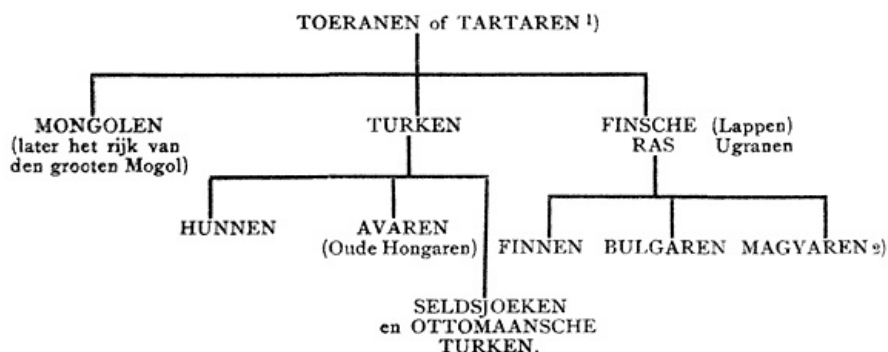 TOERANEN of TARTAREN 1)
MONGOLEN
(later het rijk van
den grooten Mogol)
TURKEN
FINSCHE (Lappen)
RAS Ugranen
HUNNEN
AVAREN
(Oude Hongaren)
FINNEN
BULGAREN
MAGYAREN 2)
SELDSJOEKEN
en OTTOMAANSCHE
TURKEN.